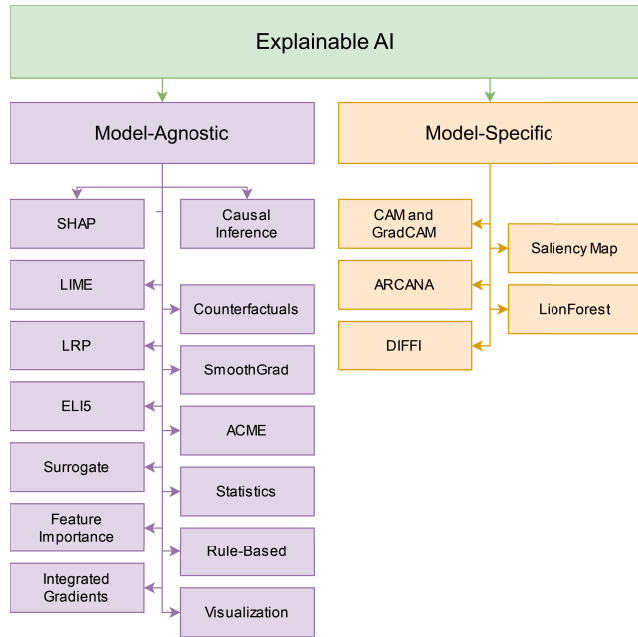 Explainable AI
Model-Agnostic
Model-Specific
SHAP
Causal
Inference
LIME
Counterfactuals
LRP
SmoothGrad
ELI5
ACME
Surrogate
Statistics
Feature
Importance
Rule-Based
Integrated
Gradients
Visualization
CAM and
GradCAM
Saliency Map
ARCANA
LionForest
DIFFI